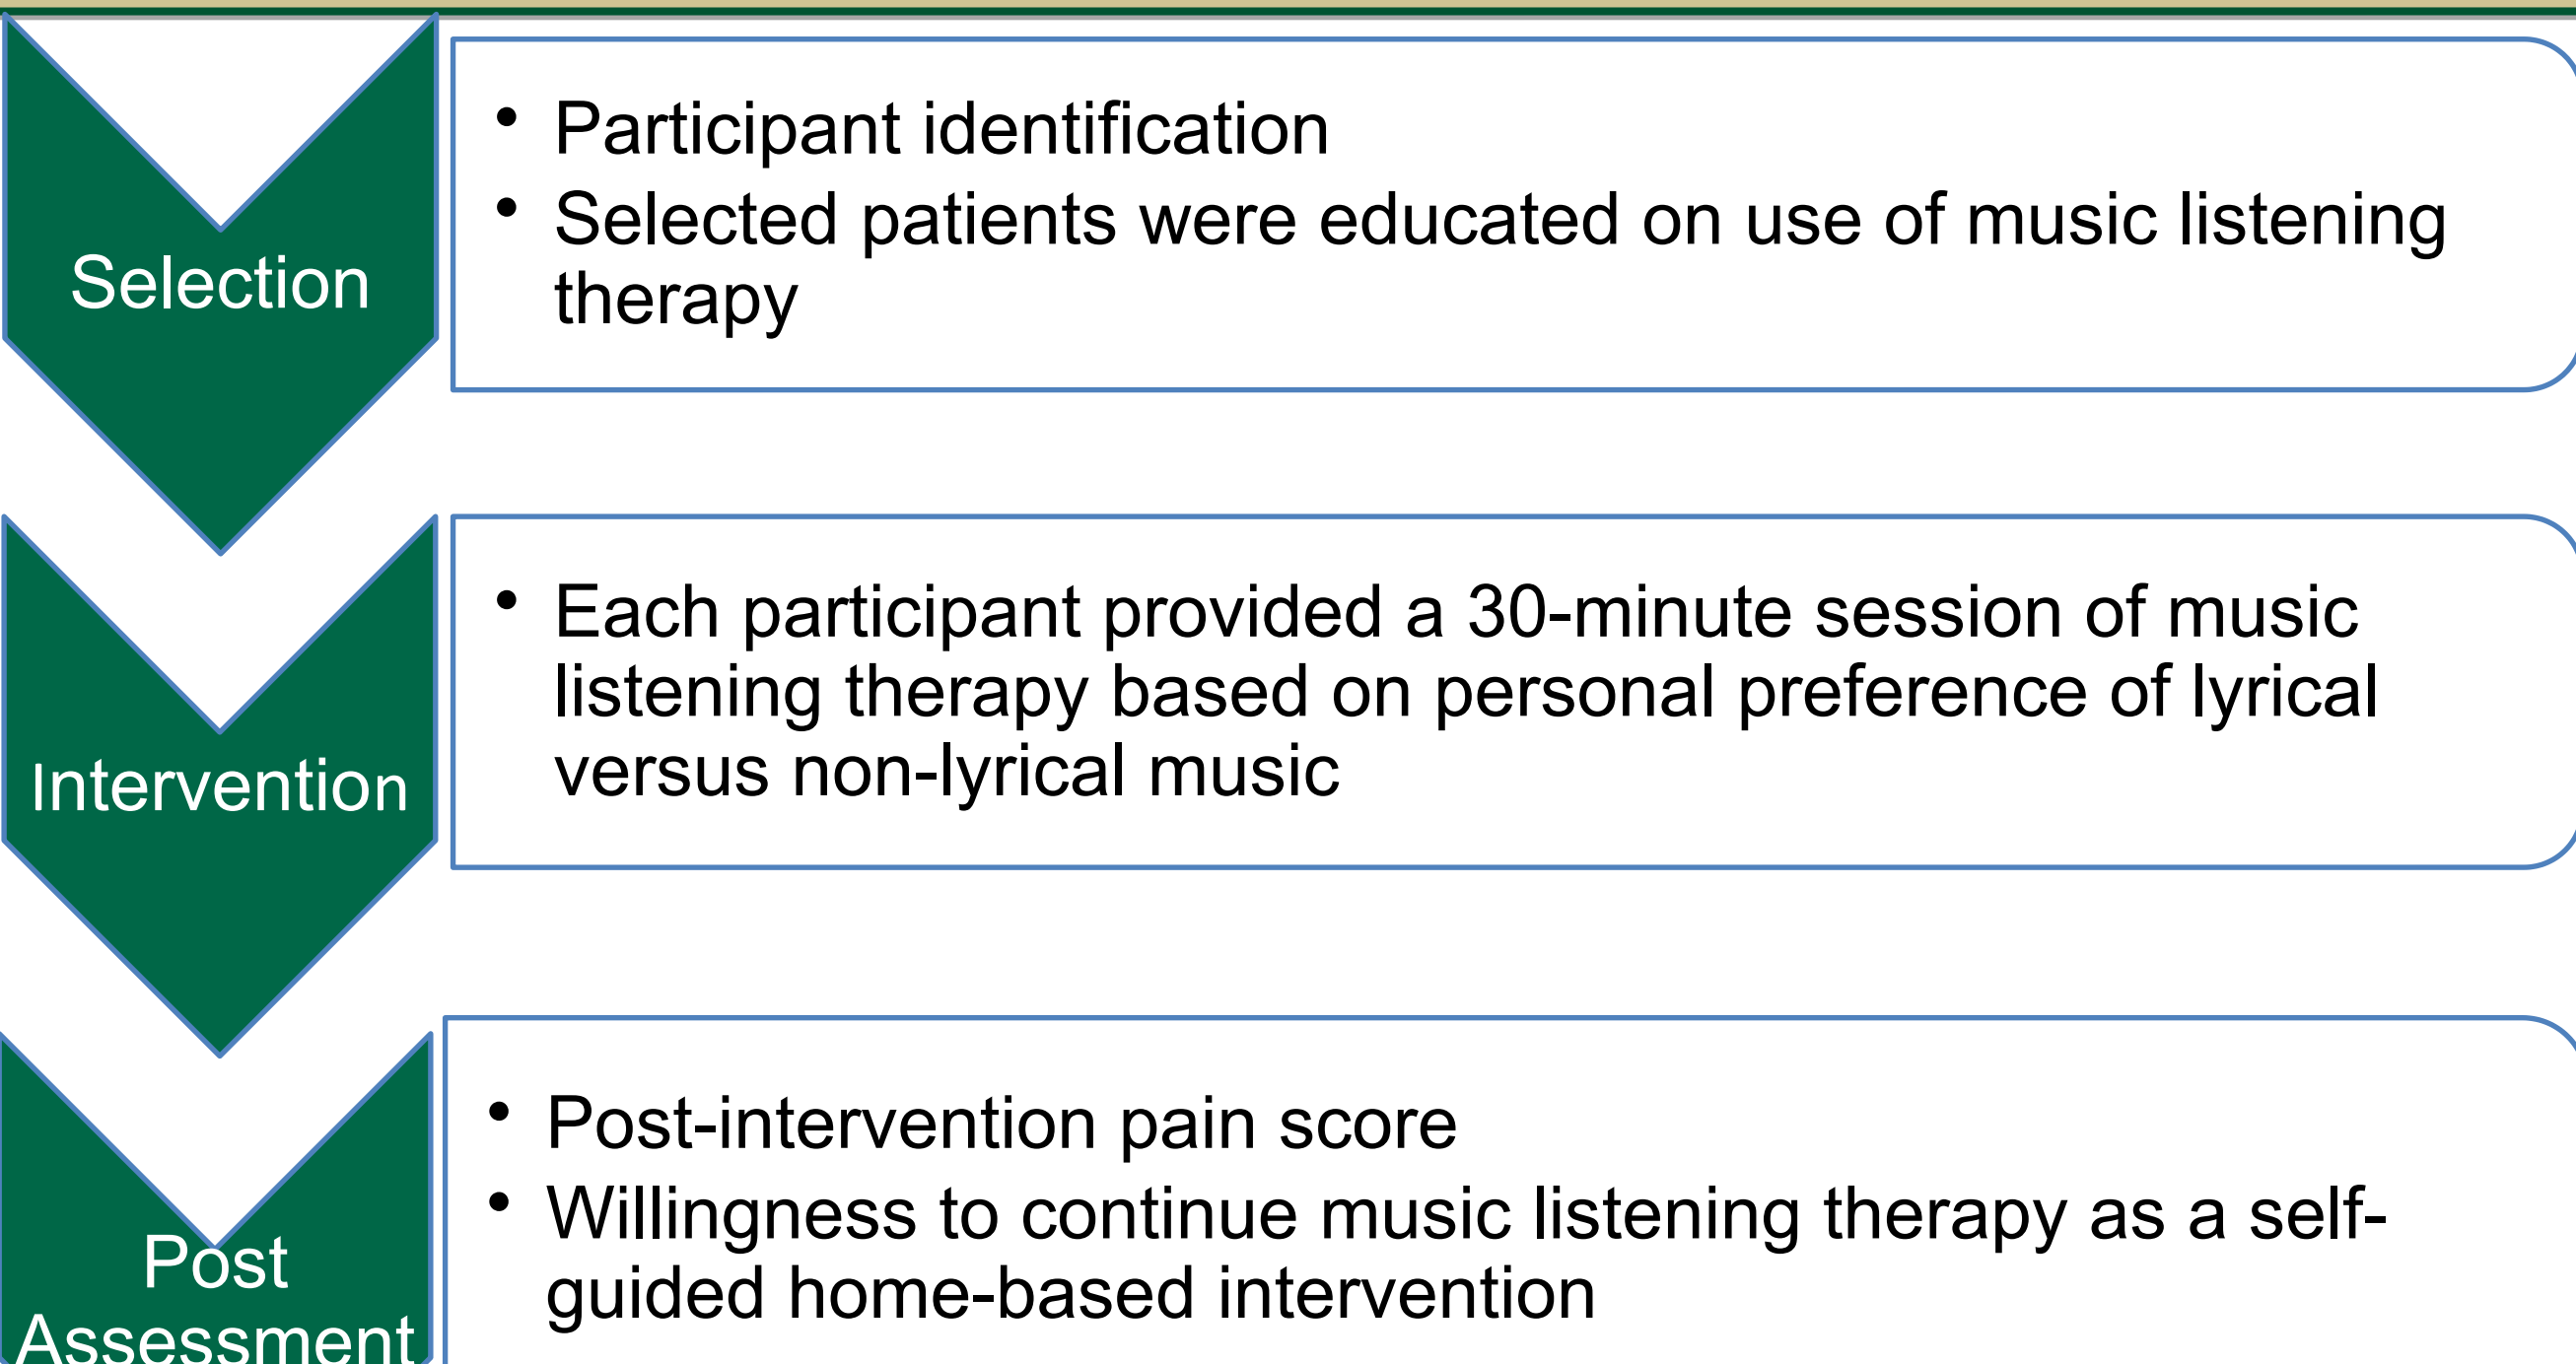 Selection
• Participant identification
• Selected patients were educated on use of music listening
therapy
Intervention
• Each participant provided a 30-minute session of music
listening therapy based on personal preference of lyrical
versus non-lyrical music
Post
Assessment
• Post-intervention pain score
• Willingness to continue music listening therapy as a self-
guided home-based intervention